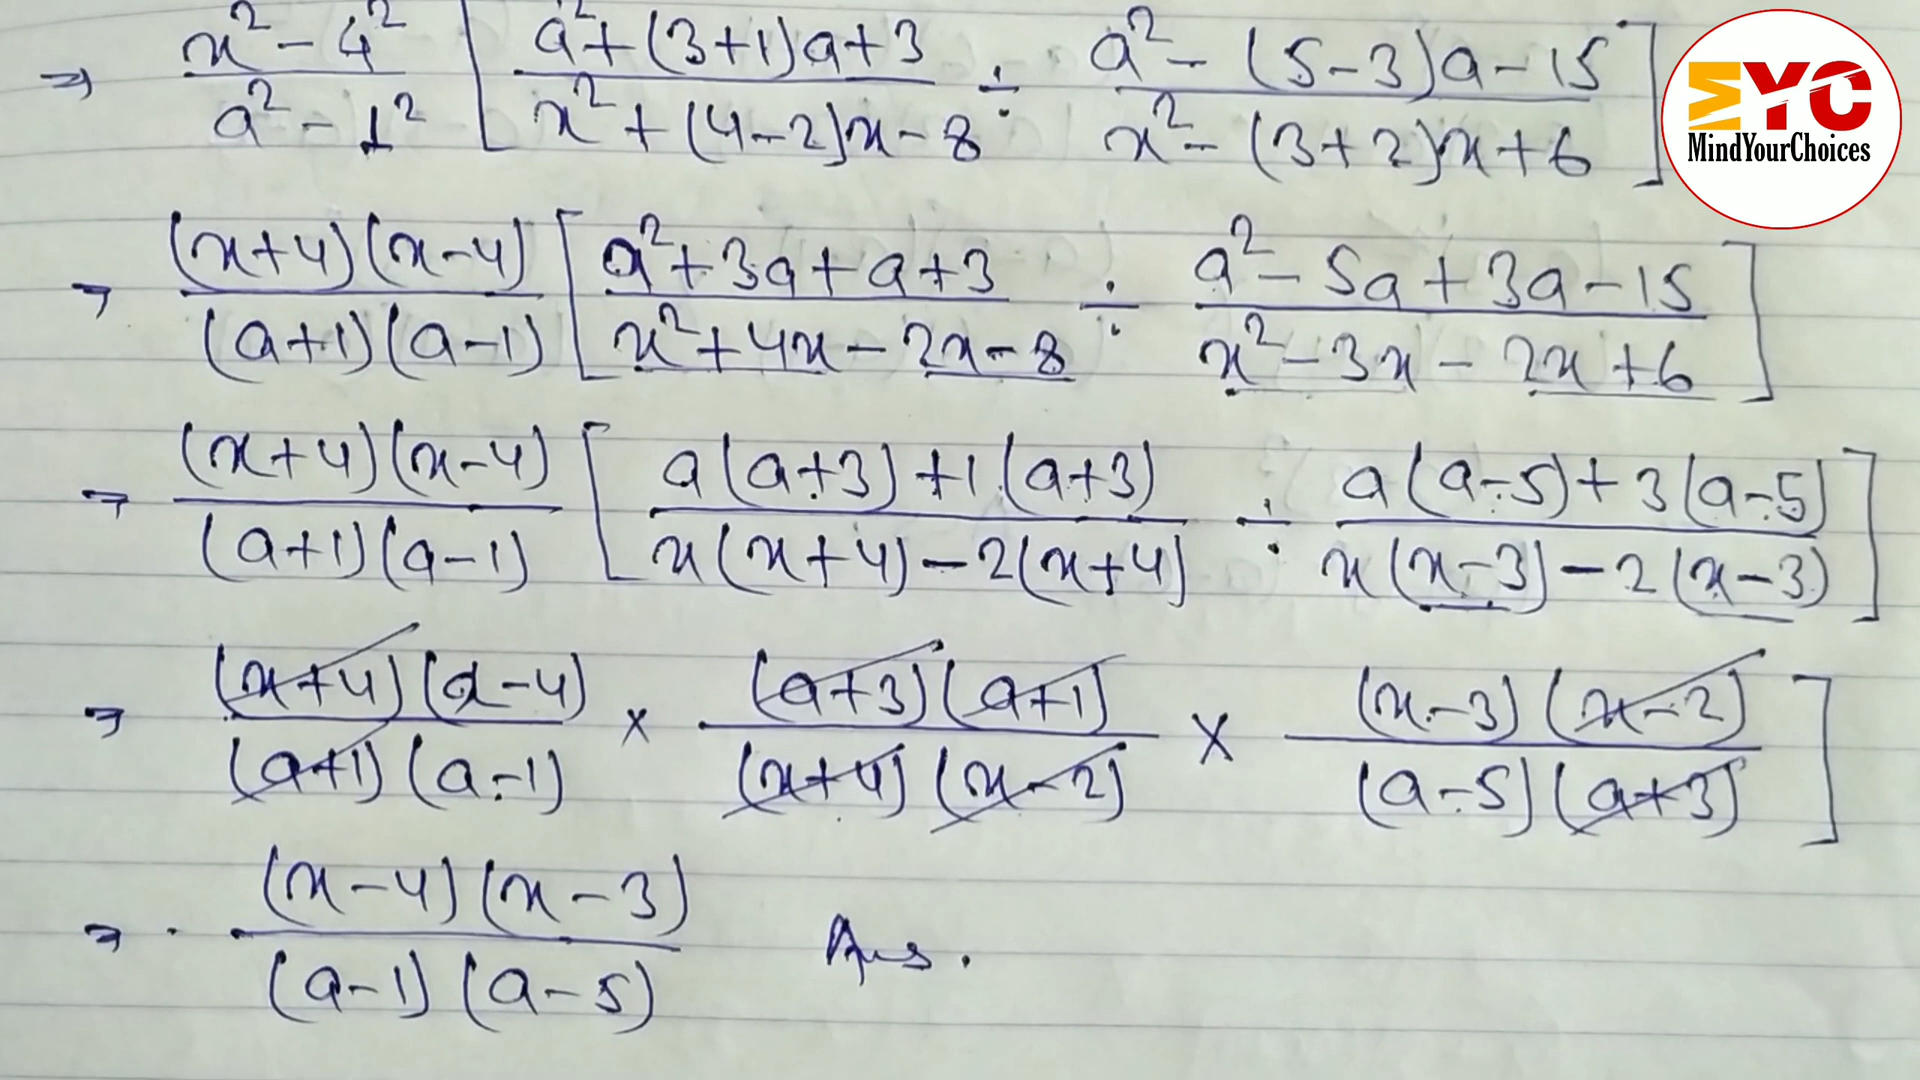 ⇒ x²-4² / a²-1² [ a²+(3+1)a+3 / x²+(4-2)x-8 ÷ a²-(5-3)a-15 / x²-(3+2)x+6 ]
MYC
MindYourChoices
⇒ (x+4)(x-4) / (a+1)(a-1) [ a²+3a+a+3 / x²+4x-2x-8 ÷ a²-5a+3a-15 / x²-3x-2x+6 ]
⇒ (x+4)(x-4) / (a+1)(a-1) [ a(a+3)+1(a+3) / x(x+4)-2(x+4) ÷ a(a-5)+3(a-5) / x(x-3)-2(x-3) ]
⇒ (x+4)(x-4) / (a+1)(a-1) × (a+3)(a+1) / (x+4)(x-2) × (x-3)(x-2) / (a-5)(a+3) ]
⇒ (x-4)(x-3) / (a-1)(a-5) Ans.